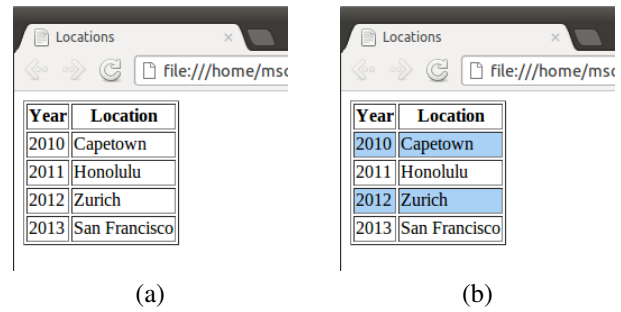 Locations ×
file:///home/msc
Year Location
2010 Capetown
2011 Honolulu
2012 Zurich
2013 San Francisco
(a)
Locations ×
file:///home/msc
Year Location
2010 Capetown
2011 Honolulu
2012 Zurich
2013 San Francisco
(b)